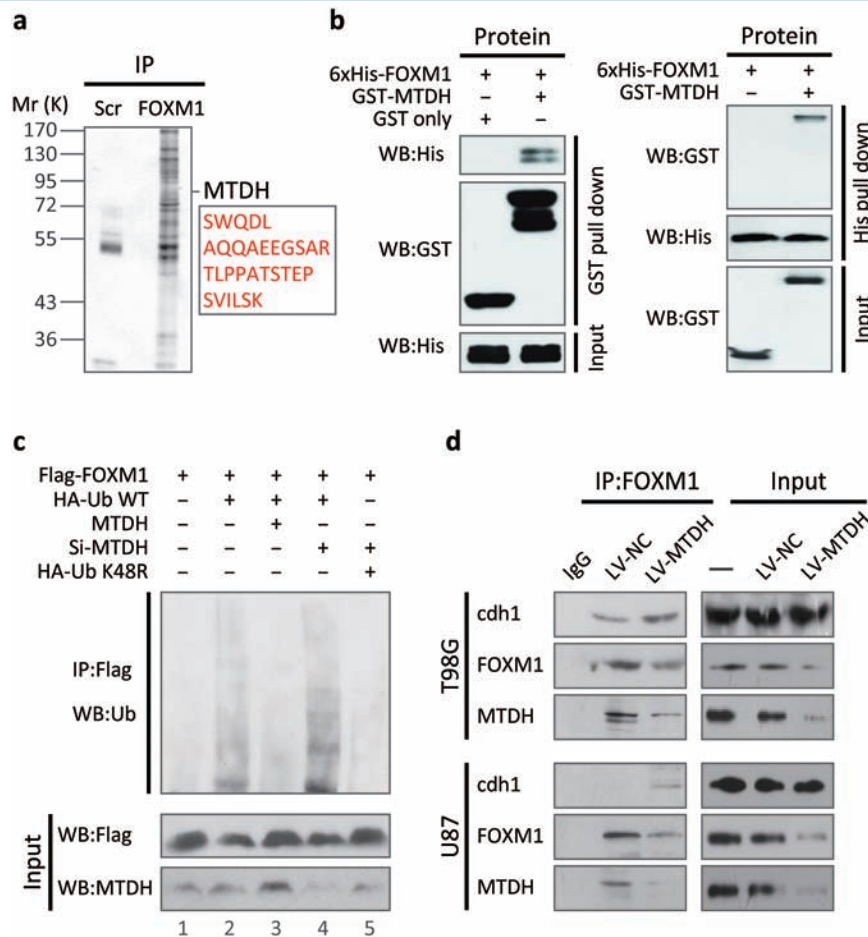 a
IP
Mr (K) Scr FOXM1
170
130
95
72
55
43
36
MTDH
SWQDL
AQQAEEGSAR
TLPPATSTEP
SVILSK
b
Protein
6xHis-FOXM1 + +
GST-MTDH – +
GST only + –
WB:His
WB:GST
GST pull down
WB:His
Input
Protein
6xHis-FOXM1 + +
GST-MTDH – +
WB:GST
WB:His
His pull down
WB:GST
Input
c
Flag-FOXM1 + + + + +
HA-Ub WT – + + + –
MTDH – – + – –
Si-MTDH – – – + +
HA-Ub K48R – – – – +
IP:Flag
WB:Ub
Input
WB:Flag
WB:MTDH
1 2 3 4 5
d
IP:FOXM1 Input
IgG LV-NC LV-MTDH — LV-NC LV-MTDH
T98G
cdh1
FOXM1
MTDH
U87
cdh1
FOXM1
MTDH